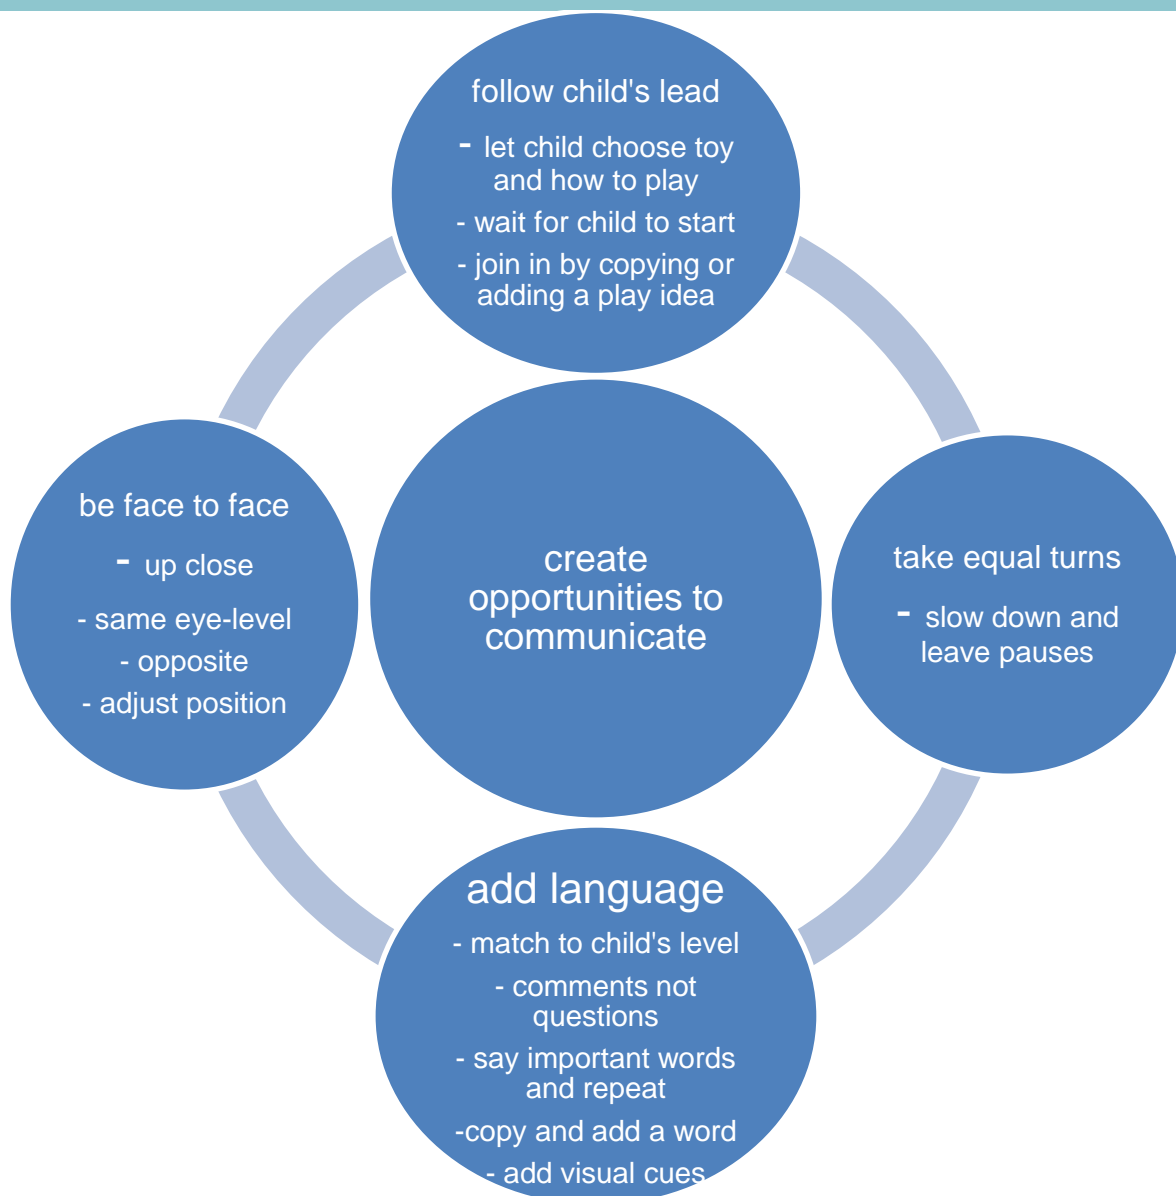 follow child's lead
- let child choose toy
and how to play
- wait for child to start
- join in by copying or
adding a play idea
be face to face
- up close
- same eye-level
- opposite
- adjust position
create
opportunities to
communicate
take equal turns
- slow down and
leave pauses
add language
- match to child's level
- comments not
questions
- say important words
and repeat
-copy and add a word
- add visual cues